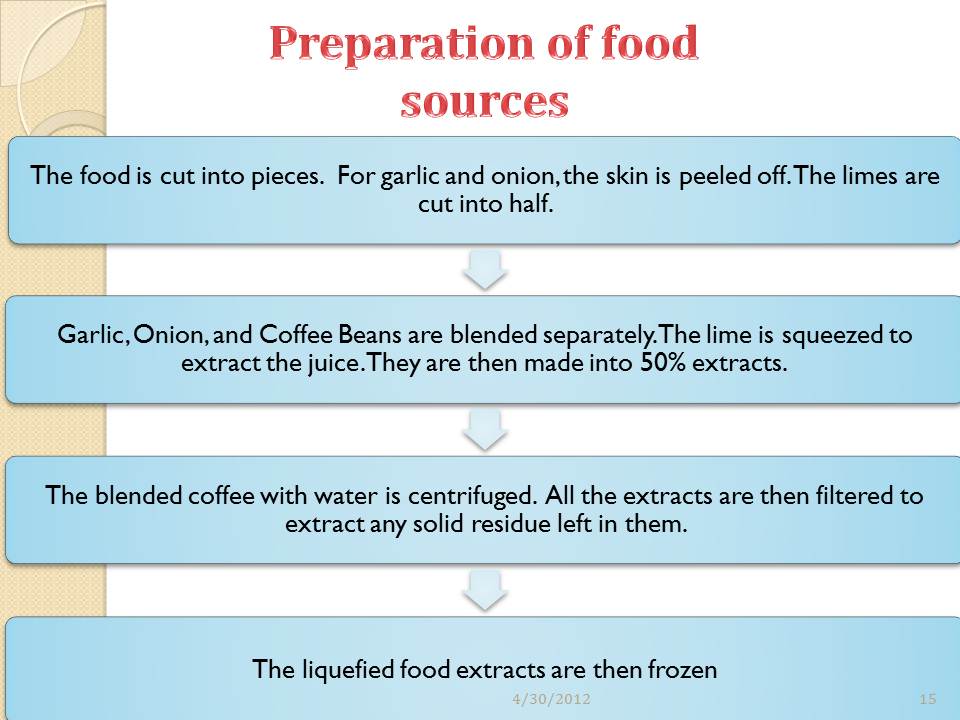 Preparation of food
sources
The food is cut into pieces.  For garlic and onion, the skin is peeled off. The limes are
cut into half.
Garlic, Onion, and Coffee Beans are blended separately. The lime is squeezed to
extract the juice. They are then made into 50% extracts.
The blended coffee with water is centrifuged.  All the extracts are then filtered to
extract any solid residue left in them.
The liquefied food extracts are then frozen
4/30/2012
15